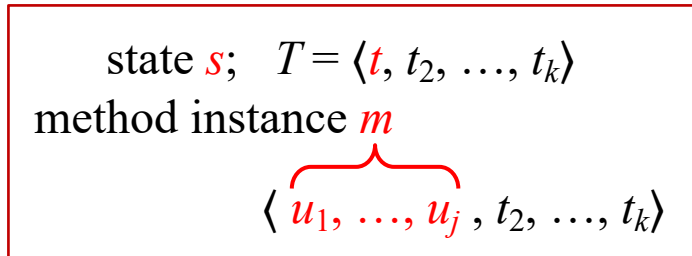 state s; T = ⟨t, t₂, …, tₖ⟩
method instance m
⟨ u₁, …, uⱼ , t₂, …, tₖ⟩